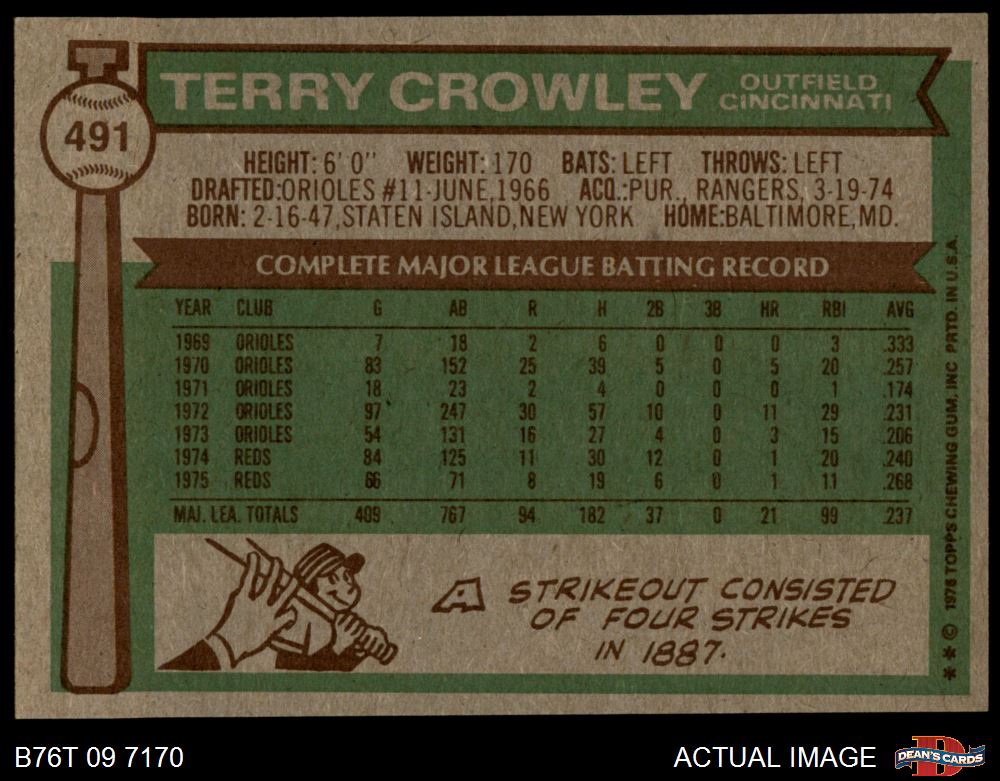 T
491
TERRY CROWLEY
OUTFIELD
CINCINNATI
HEIGHT: 6' 0" WEIGHT: 170 BATS: LEFT THROWS: LEFT
DRAFTED:ORIOLES #11-JUNE,1966 ACQ.:PUR., RANGERS, 3-19-74
BORN: 2-16-47,STATEN ISLAND,NEW YORK HOME:BALTIMORE,MD.
COMPLETE MAJOR LEAGUE BATTING RECORD
YEAR CLUB G AB R H 2B 3B HR RBI AVG
1969 ORIOLES 7 18 2 6 0 0 0 3 .333
1970 ORIOLES 83 152 25 39 5 0 5 20 .257
1971 ORIOLES 18 23 2 4 0 0 0 1 .174
1972 ORIOLES 97 247 30 57 10 0 11 29 .231
1973 ORIOLES 54 131 16 27 4 0 3 15 .206
1974 REDS 84 125 11 30 12 0 1 20 .240
1975 REDS 66 71 8 19 6 0 1 11 .268
MAJ. LEA. TOTALS 409 767 94 182 37 0 21 99 .237
A STRIKEOUT CONSISTED
OF FOUR STRIKES
IN 1887.
* * © 1976 TOPPS CHEWING GUM, INC PRTD. IN U.S.A.
B76T 09 7170
ACTUAL IMAGE
D
DEAN'S CARDS